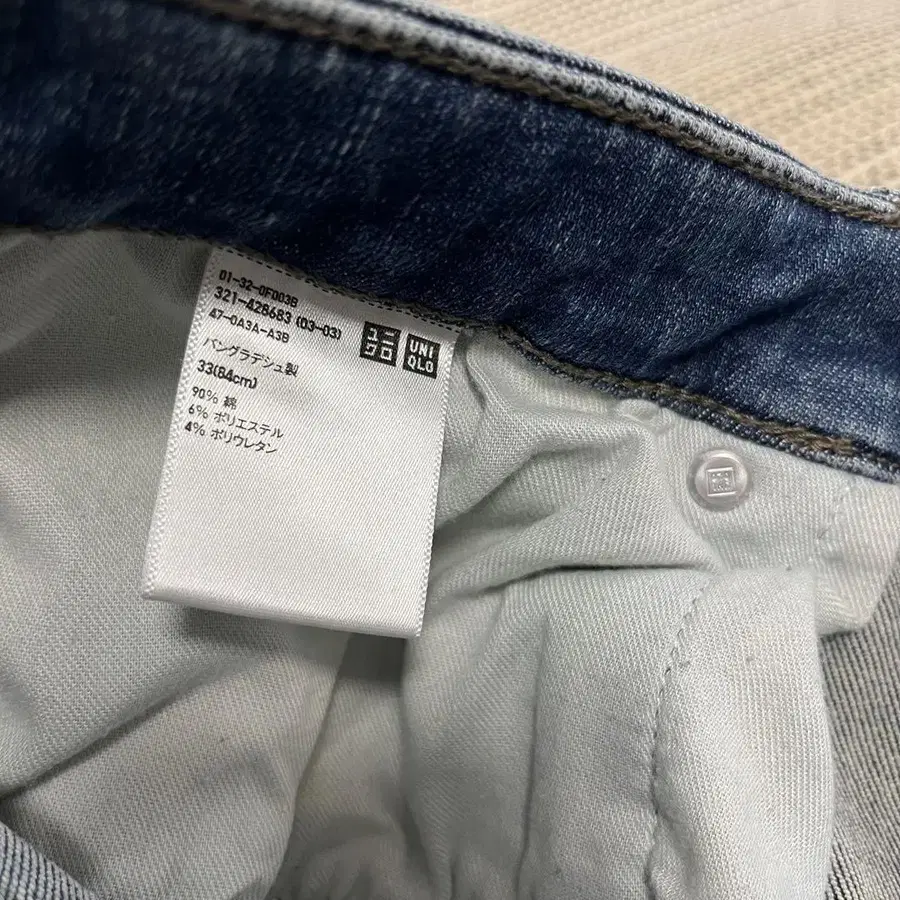 01-32-0FD03B
321-428683 (03-03)
47-0A3A-A3B
バングラデシュ製
33(84cm)
90% 綿
6% ポリエステル
4% ポリウレタン
ユニ
クロ
UNI
QLO